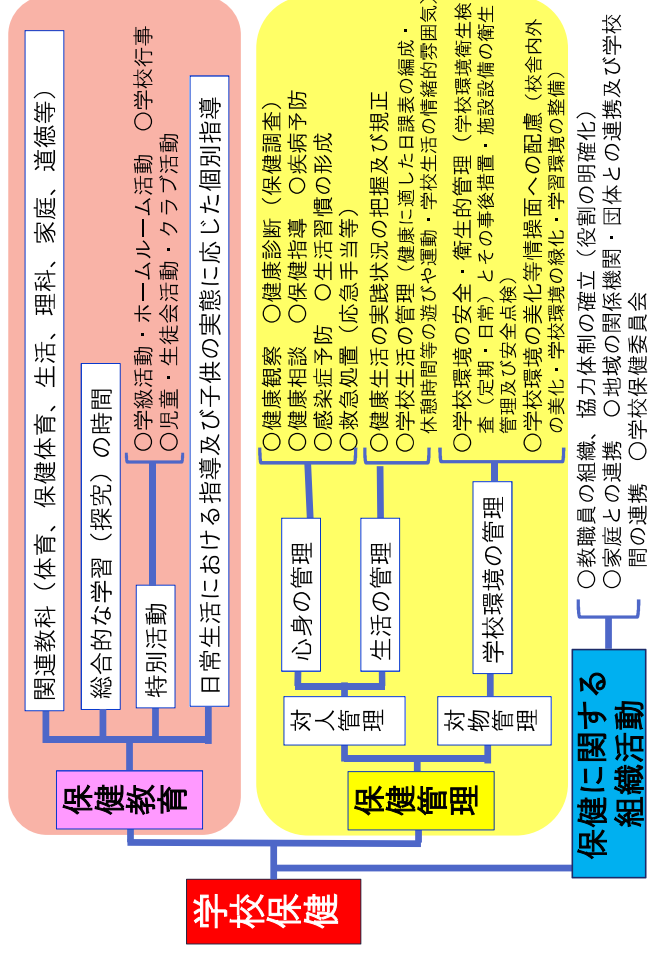 学校
保健
保健
教育
関連教科（体育、保健体育、生活、理科、家庭、道徳等）
総合的な学習（探究）の時間
特別活動
〇学級活動・ホームルーム活動　〇学校行事
〇児童・生徒会活動・クラブ活動
日常生活における指導及び子供の実態に応じた個別指導
保健
管理
対人
管理
心身の管理
〇健康観察　〇健康診断（保健調査）
〇健康相談　〇保健指導　〇疾病予防
〇感染症予防　〇生活習慣の形成
〇救急処置（応急手当等）
生活の管理
〇健康生活の実践状況の把握及び規正
〇学校生活の管理（健康に適した日課表の編成・
休憩時間等の遊びや運動・学校生活の情緒的雰囲気）
対物
管理
学校環境の管理
〇学校環境の安全・衛生的管理（学校環境衛生検
査（定期・日常）とその事後措置・施設設備の衛生
管理及び安全点検）
〇学校環境の美化等情操面への配慮（校舎内外
の美化・学校環境の緑化・学習環境の整備）
保健に関する
組織活動
〇教職員の組織、協力体制の確立（役割の明確化）
〇家庭との連携　〇地域の関係機関・団体との連携及び学校
間の連携　〇学校保健委員会